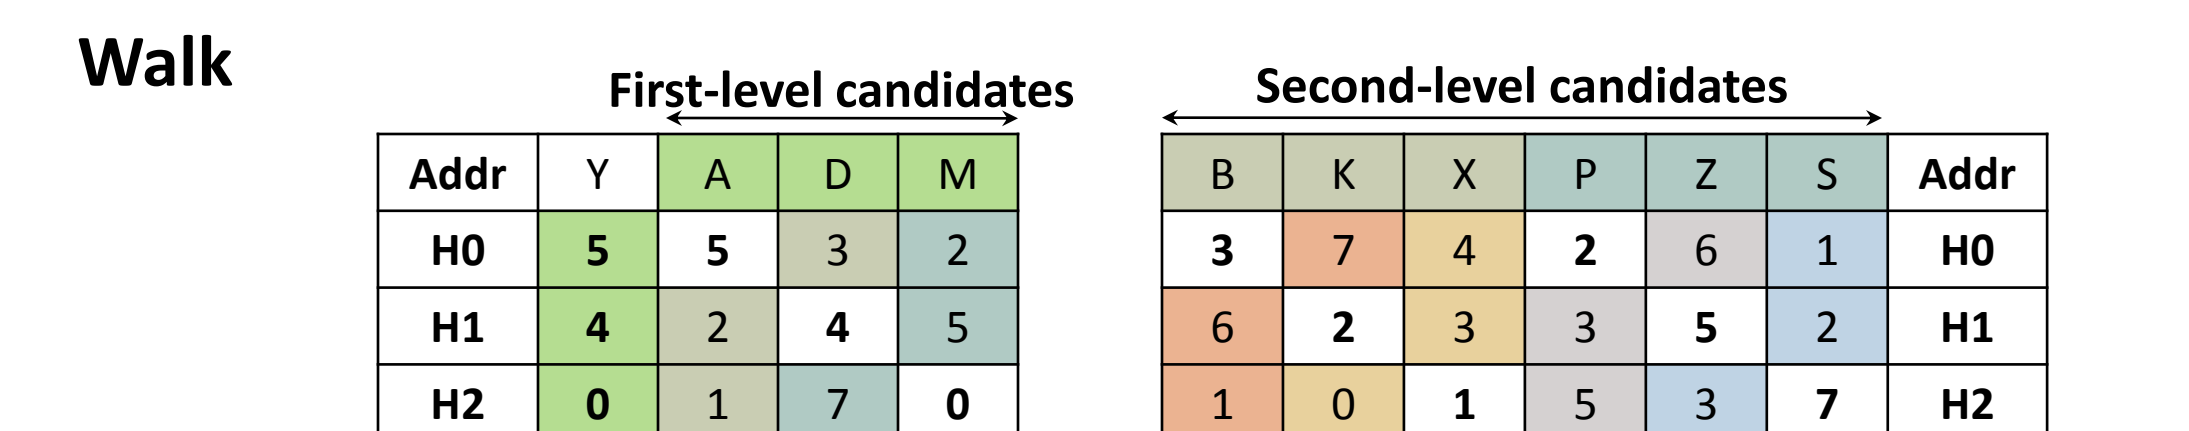 Walk
First-level candidates
Second-level candidates
Addr Y A D M B K X P Z S Addr
H0 5 5 3 2 3 7 4 2 6 1 H0
H1 4 2 4 5 6 2 3 3 5 2 H1
H2 0 1 7 0 1 0 1 5 3 7 H2